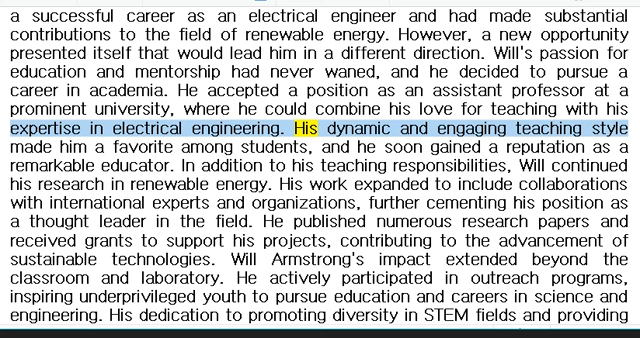 a successful career as an electrical engineer and had made substantial
contributions to the field of renewable energy. However, a new opportunity
presented itself that would lead him in a different direction. Will's passion for
education and mentorship had never waned, and he decided to pursue a
career in academia. He accepted a position as an assistant professor at a
prominent university, where he could combine his love for teaching with his
expertise in electrical engineering. His dynamic and engaging teaching style
made him a favorite among students, and he soon gained a reputation as a
remarkable educator. In addition to his teaching responsibilities, Will continued
his research in renewable energy. His work expanded to include collaborations
with international experts and organizations, further cementing his position as
a thought leader in the field. He published numerous research papers and
received grants to support his projects, contributing to the advancement of
sustainable technologies. Will Armstrong's impact extended beyond the
classroom and laboratory. He actively participated in outreach programs,
inspiring underprivileged youth to pursue education and careers in science and
engineering. His dedication to promoting diversity in STEM fields and providing